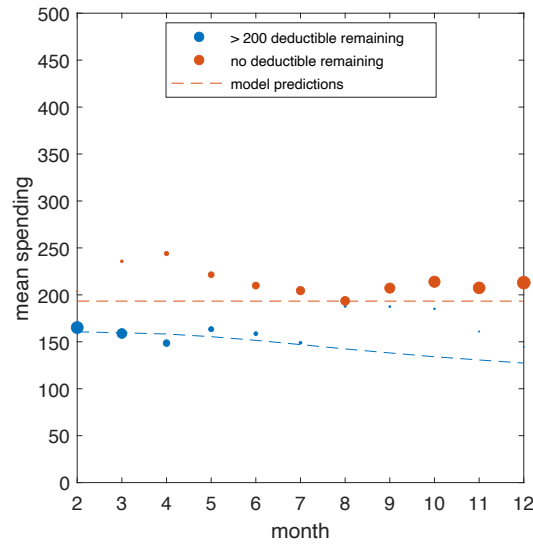 500
450
400
350
300
250
200
150
100
50
0
mean spending
> 200 deductible remaining
no deductible remaining
model predictions
2 3 4 5 6 7 8 9 10 11 12
month